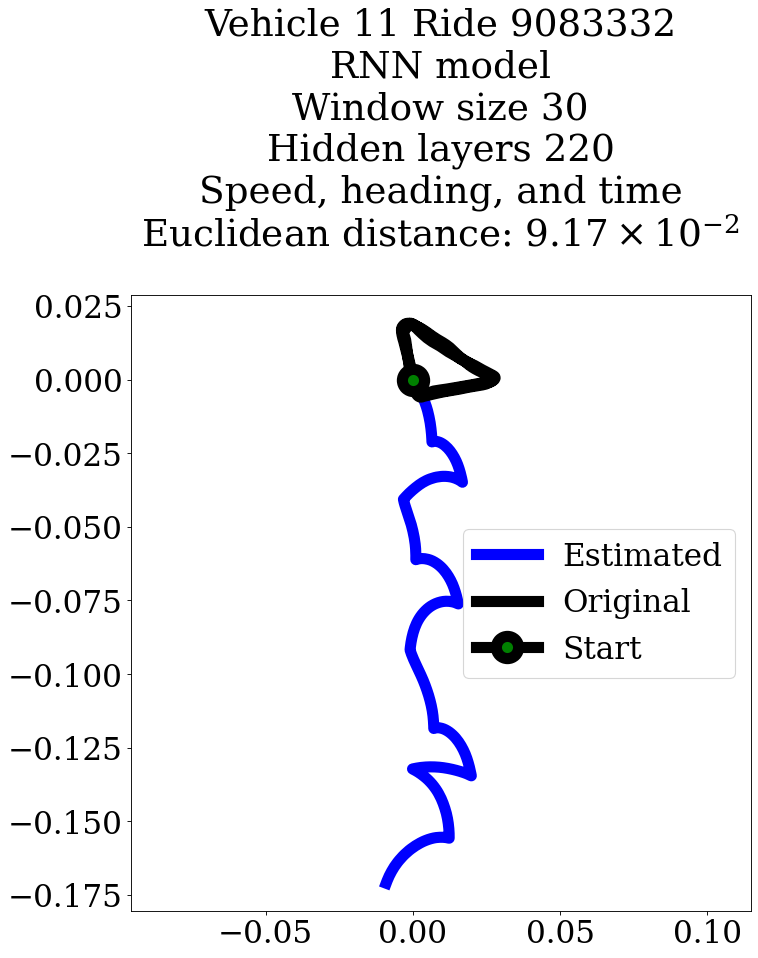 Vehicle 11 Ride 9083332
RNN model
Window size 30
Hidden layers 220
Speed, heading, and time
Euclidean distance: 9.17 × 10⁻²
0.025
0.000
−0.025
−0.050
−0.075
−0.100
−0.125
−0.150
−0.175
Estimated
Original
Start
−0.05
0.00
0.05
0.10